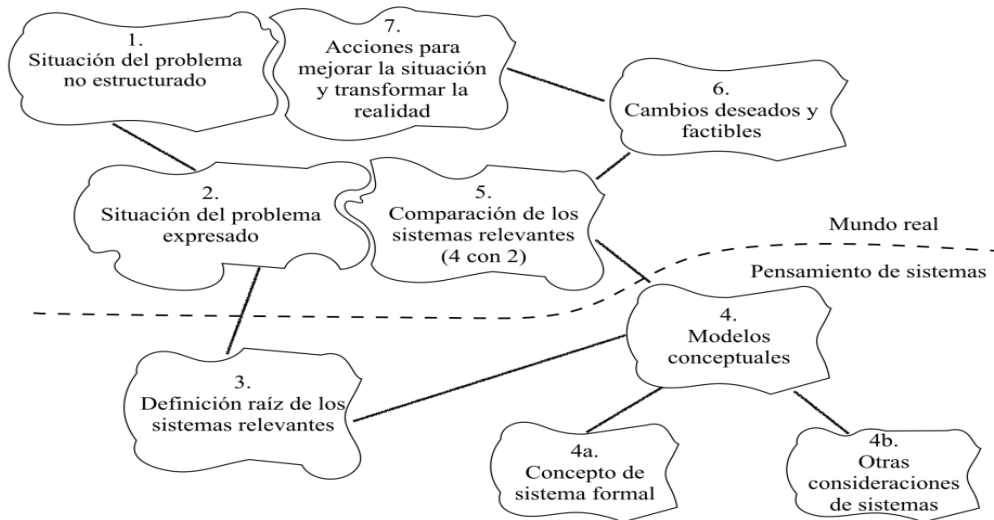 1.
Situación del problema
no estructurado
7.
Acciones para
mejorar la situación
y transformar la
realidad
6.
Cambios deseados y
factibles
2.
Situación del problema
expresado
5.
Comparación de los
sistemas relevantes
(4 con 2)
Mundo real
Pensamiento de sistemas
4.
Modelos
conceptuales
3.
Definición raíz de los
sistemas relevantes
4a.
Concepto de
sistema formal
4b.
Otras
consideraciones
de sistemas